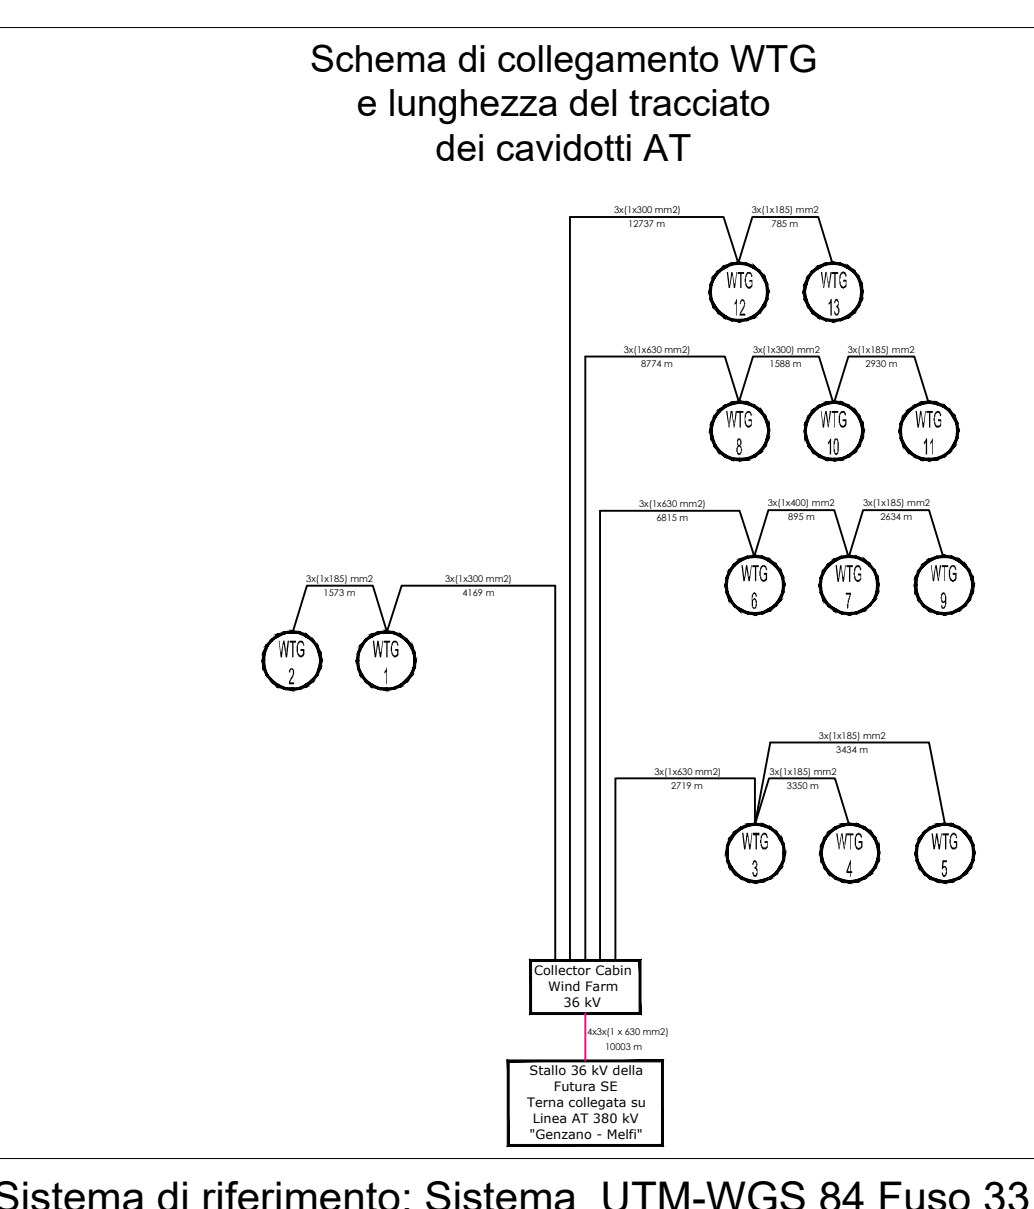 Schema di collegamento WTG
e lunghezza del tracciato
dei cavidotti AT
3x(1x300 mm2)
12737 m
3x(1x185) mm2
785 m
WTG
12
WTG
13
3x(1x630 mm2)
8774 m
3x(1x300) mm2
1588 m
3x(1x185) mm2
2930 m
WTG
8
WTG
10
WTG
11
3x(1x630 mm2)
6815 m
3x(1x400) mm2
895 m
3x(1x185) mm2
2634 m
WTG
6
WTG
7
WTG
9
3x(1x185) mm2
1573 m
3x(1x300 mm2)
4169 m
WTG
2
WTG
1
3x(1x185) mm2
3434 m
3x(1x630 mm2)
2719 m
3x(1x185) mm2
3350 m
WTG
3
WTG
4
WTG
5
Collector Cabin
Wind Farm
36 kV
4x3x(1 x 630 mm2)
10003 m
Stallo 36 kV della
Futura SE
Terna collegata su
Linea AT 380 kV
"Genzano - Melfi"
Sistema di riferimento: Sistema UTM-WGS 84 Fuso 33